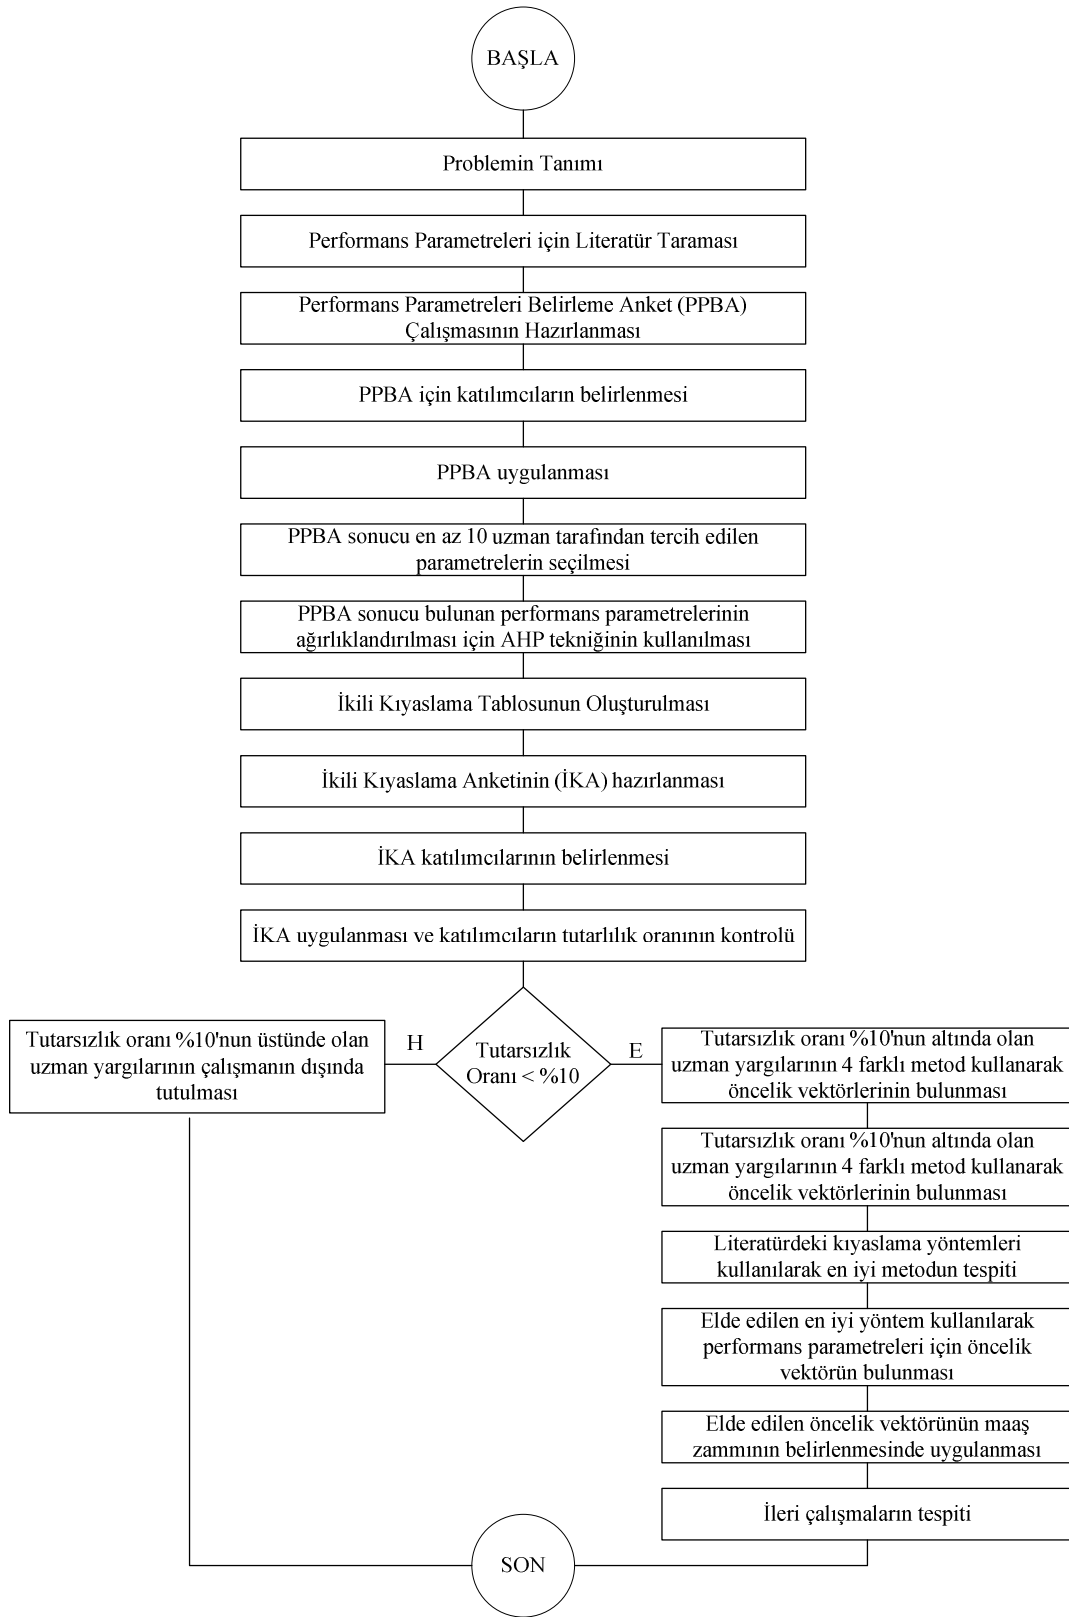 BAŞLA
Problemin Tanımı
Performans Parametreleri için Literatür Taraması
Performans Parametreleri Belirleme Anket (PPBA)
Çalışmasının Hazırlanması
PPBA için katılımcıların belirlenmesi
PPBA uygulanması
PPBA sonucu en az 10 uzman tarafından tercih edilen
parametrelerin seçilmesi
PPBA sonucu bulunan performans parametrelerinin
ağırlıklandırılması için AHP tekniğinin kullanılması
İkili Kıyaslama Tablosunun Oluşturulması
İkili Kıyaslama Anketinin (İKA) hazırlanması
İKA katılımcılarının belirlenmesi
İKA uygulanması ve katılımcıların tutarlılık oranının kontrolü
Tutarsızlık
Oranı < %10
H
Tutarsızlık oranı %10'nun üstünde olan
uzman yargılarının çalışmanın dışında
tutulması
E
Tutarsızlık oranı %10'nun altında olan
uzman yargılarının 4 farklı metod kullanarak
öncelik vektörlerinin bulunması
Tutarsızlık oranı %10'nun altında olan
uzman yargılarının 4 farklı metod kullanarak
öncelik vektörlerinin bulunması
Literatürdeki kıyaslama yöntemleri
kullanılarak en iyi metodun tespiti
Elde edilen en iyi yöntem kullanılarak
performans parametreleri için öncelik
vektörün bulunması
Elde edilen öncelik vektörünün maaş
zammının belirlenmesinde uygulanması
İleri çalışmaların tespiti
SON